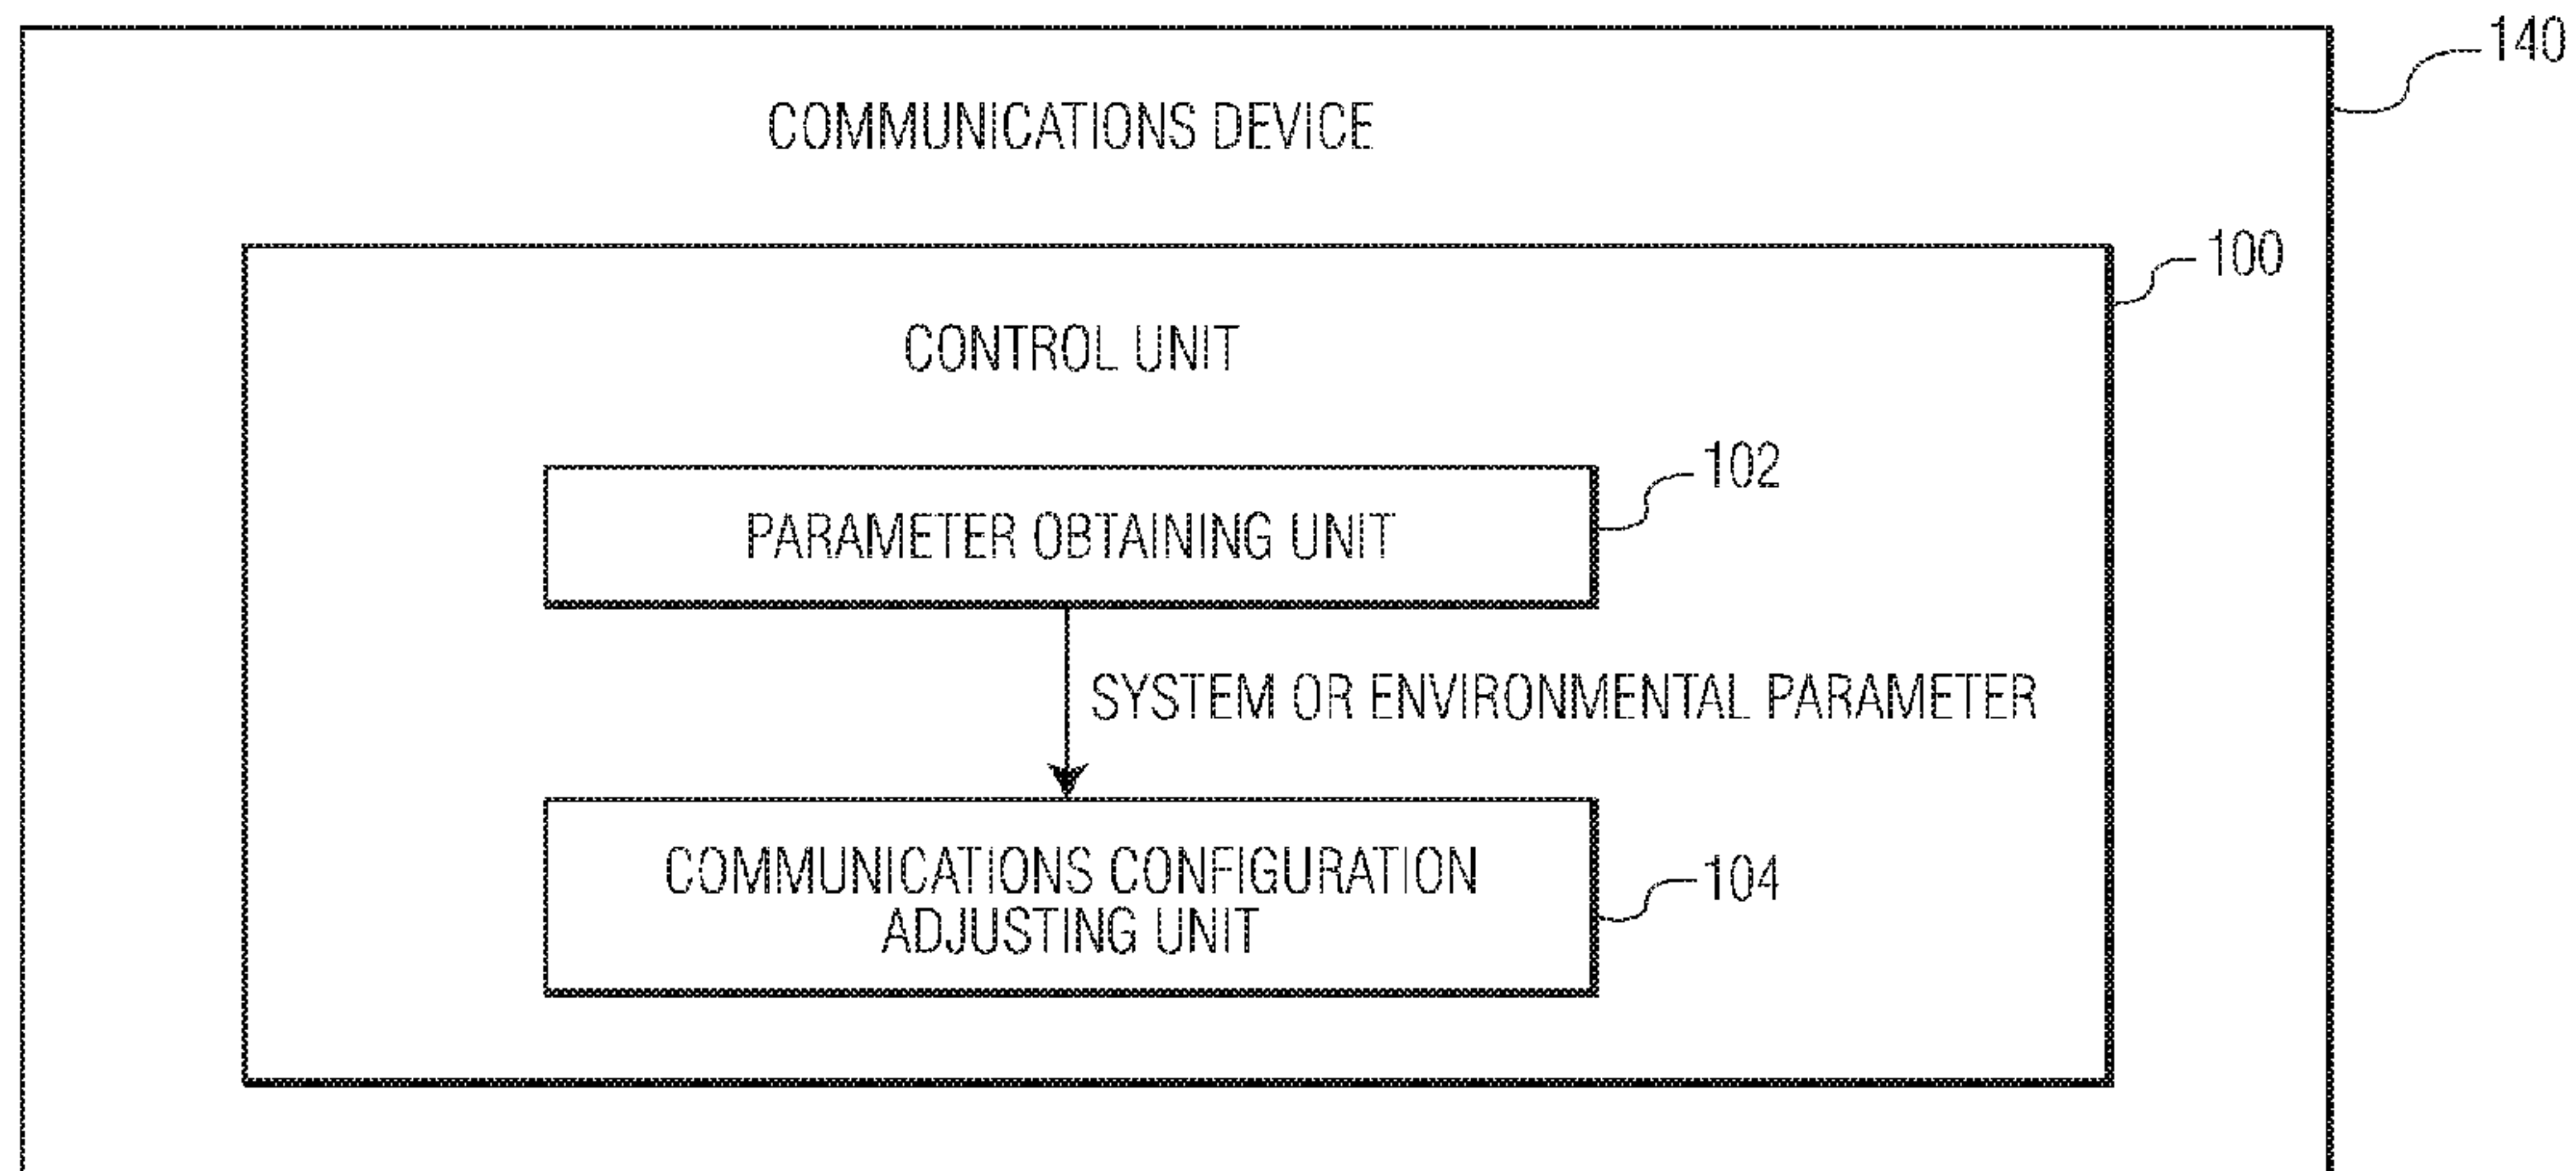 140
COMMUNICATIONS DEVICE
100
CONTROL UNIT
102
PARAMETER OBTAINING UNIT
SYSTEM OR ENVIRONMENTAL PARAMETER
COMMUNICATIONS CONFIGURATION
ADJUSTING UNIT
104